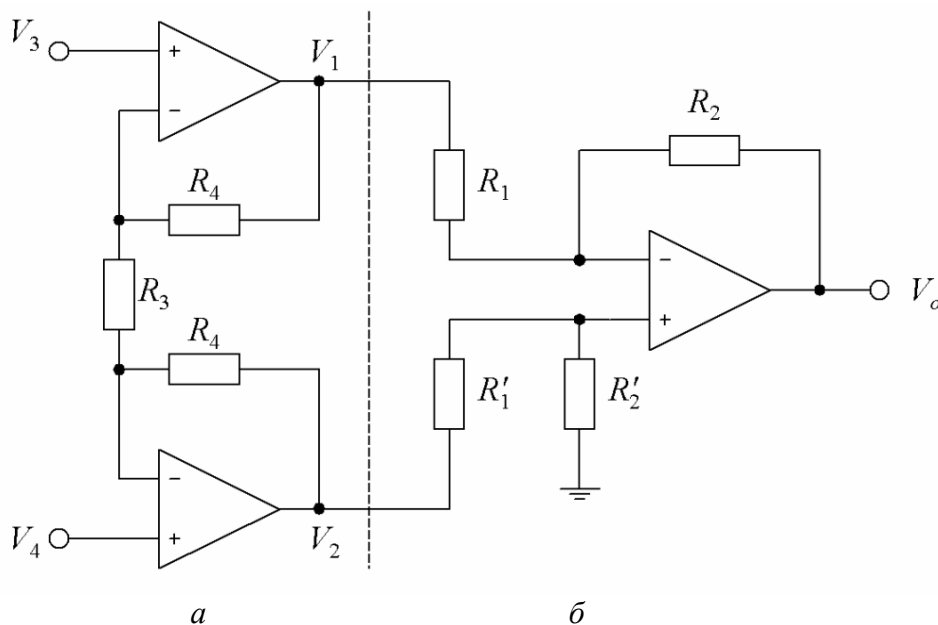 V₃
+
−
V₁
R₄
R₃
R₄
−
+
V₄
V₂
R₁
R₂
−
+
Vₒ
R′₁
R′₂
а
б